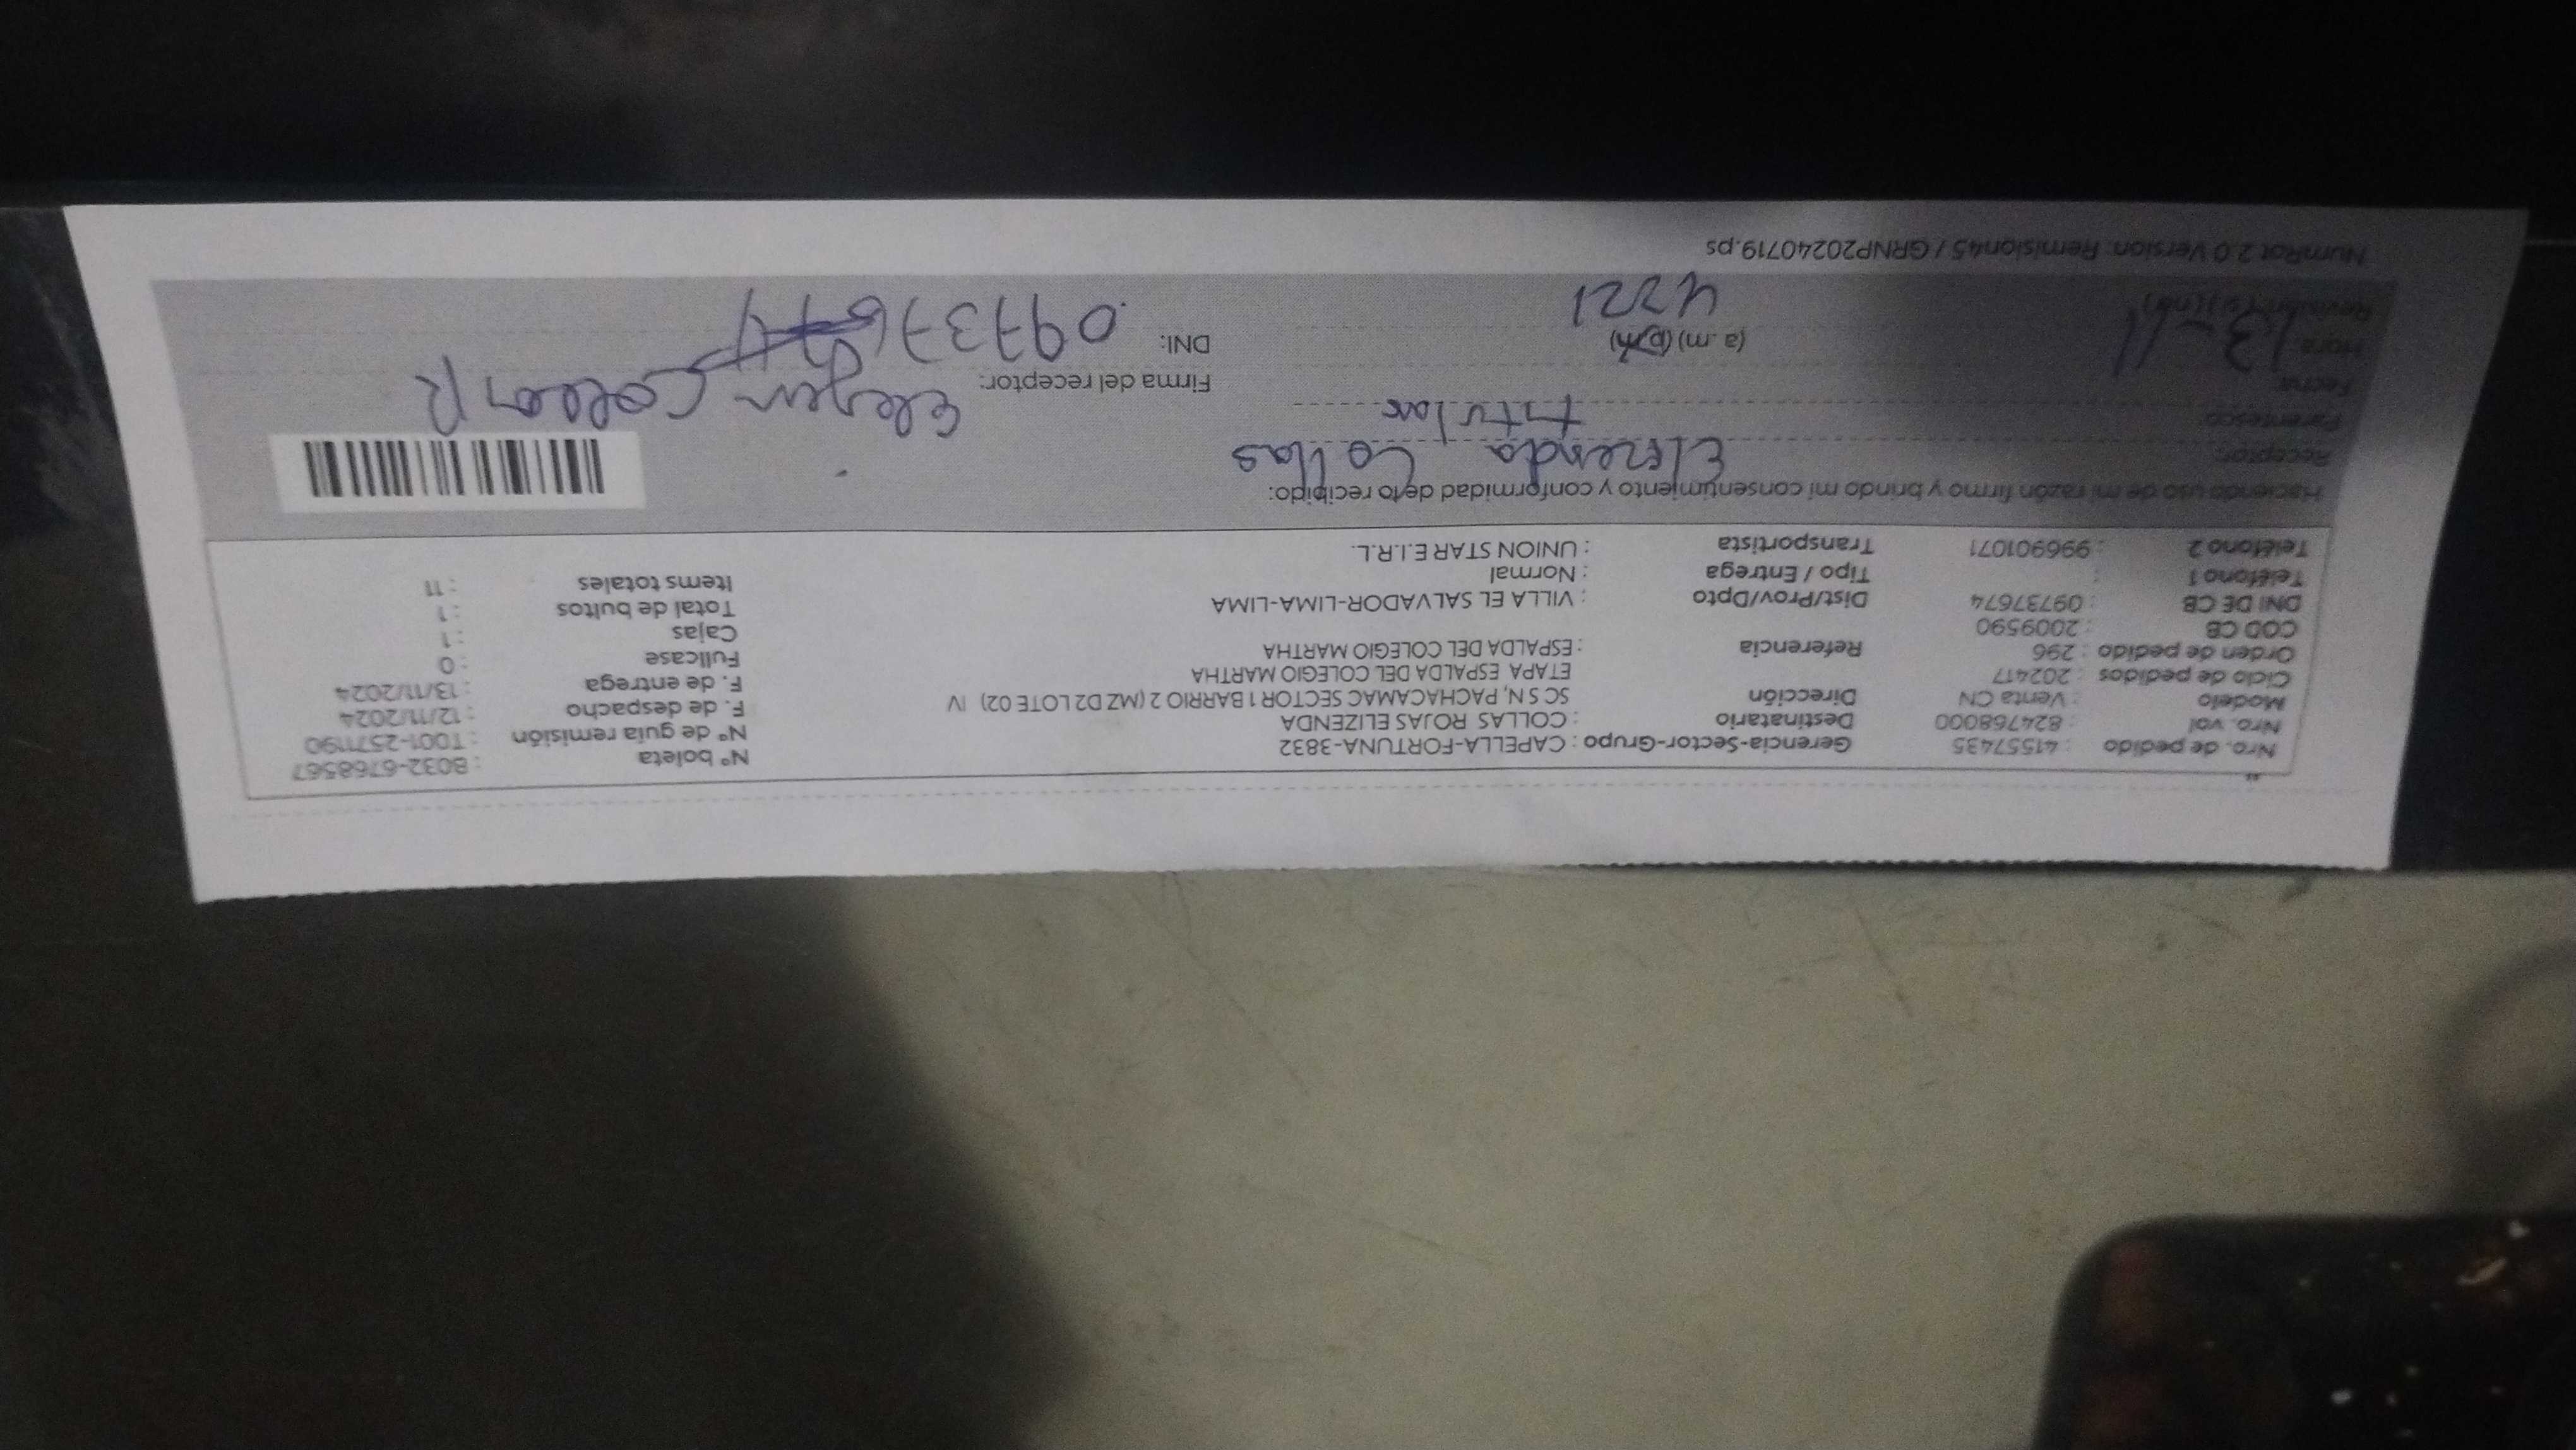 Nro. de pedido : 41557435 Gerencia-Sector-Grupo : CAPELLA-FORTUNA-3832 N° boleta : B032-6768567
Nro. vol : 824768000 Destinatario : COLLAS ROJAS ELIZENDA N° de guia remisión : T001-2571190
Modelo : Venta CN Dirección SC S N, PACHACAMAC SECTOR 1 BARRIO 2 (MZ D2 LOTE 02) IV F. de despacho : 12/11/2024
Ciclo de pedidos : 202417 ETAPA ESPALDA DEL COLEGIO MARTHA F. de entrega : 13/11/2024
Orden de pedido : 296 Referencia : ESPALDA DEL COLEGIO MARTHA Fullcase : 0
COD CB : 2009590 Cajas : 1
DNI DE CB : 09737674 Dist/Prov/Dpto : VILLA EL SALVADOR-LIMA-LIMA Total de bultos : 1
Teléfono 1 : Tipo / Entrega : Normal Items totales : 11
Teléfono 2 : 996901071 Transportista : UNION STAR E.I.R.L.
Haciendo uso de mi razón firmo y brindo mi consentimiento y conformidad de lo recibido:
Receptor: Elizenda Collas
Parentesco: titular
Fecha: 13-11 Firma del receptor: Collas R
Hora: (a.m) (p.m) DNI: 0973767
4:21
NumRot 2.0 Version: Remision45 / GRNP20240719.ps